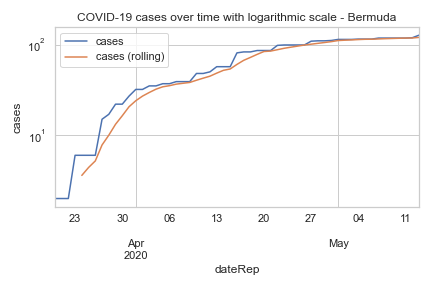 COVID-19 cases over time with logarithmic scale - Bermuda
cases
cases (rolling)
10²
10¹
cases
23 30 06 13 20 27 04 11
Apr May
2020
dateRep